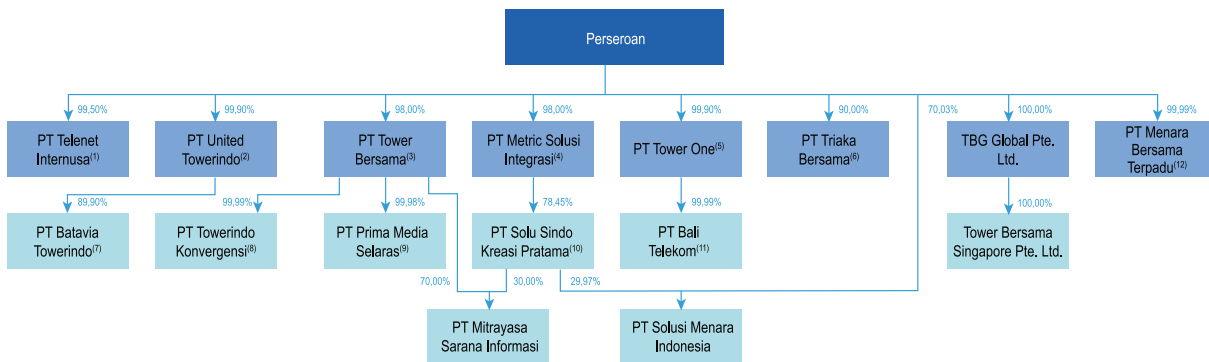 Perseroan
99,50%
99,90%
98,00%
98,00%
99,90%
90,00%
70,03%
100,00%
99,99%
PT Telenet
Internusa(1)
PT United
Towerindo(2)
PT Tower
Bersama(3)
PT Metric Solusi
Integrasi(4)
PT Tower One(5)
PT Triaka
Bersama(6)
TBG Global Pte.
Ltd.
PT Menara
Bersama
Terpadu(12)
89,90%
99,99%
99,98%
78,45%
99,99%
100,00%
PT Batavia
Towerindo(7)
PT Towerindo
Konvergensi(8)
PT Prima Media
Selaras(9)
PT Solu Sindo
Kreasi Pratama(10)
PT Bali
Telekom(11)
Tower Bersama
Singapore Pte. Ltd.
70,00%
30,00%
29,97%
PT Mitrayasa
Sarana Informasi
PT Solusi Menara
Indonesia